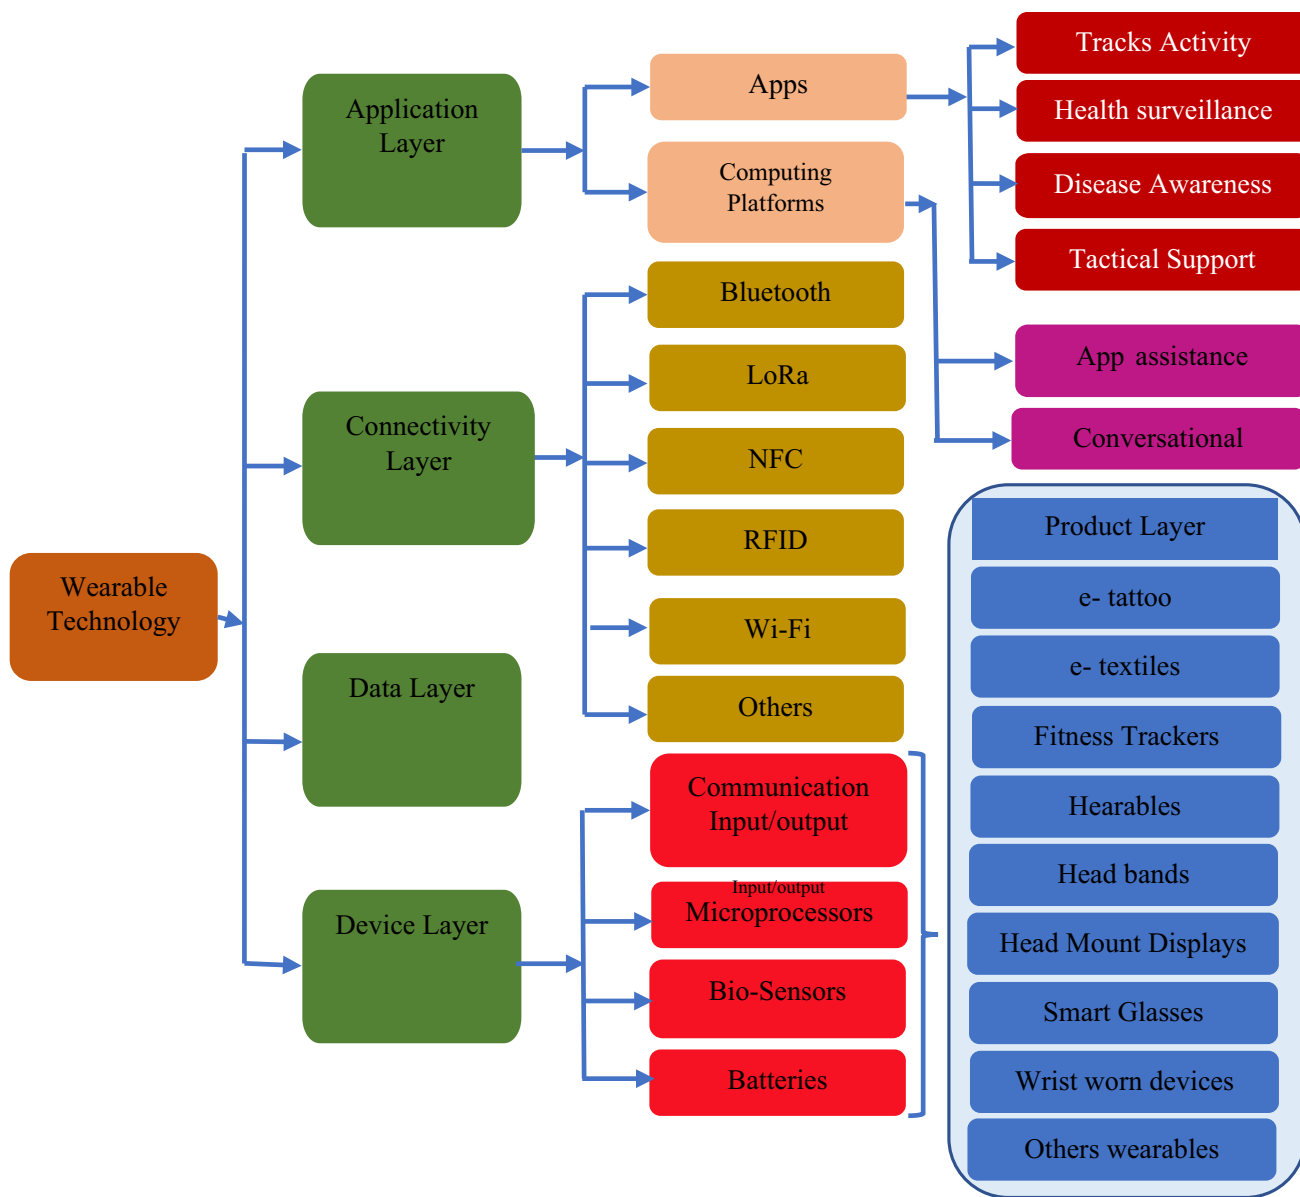 Wearable
Technology
Application
Layer
Connectivity
Layer
Data Layer
Device Layer
Apps
Computing
Platforms
Bluetooth
LoRa
NFC
RFID
Wi-Fi
Others
Communication
Input/output
Input/output
Microprocessors
Bio-Sensors
Batteries
Tracks Activity
Health surveillance
Disease Awareness
Tactical Support
App assistance
Conversational
Product Layer
e- tattoo
e- textiles
Fitness Trackers
Hearables
Head bands
Head Mount Displays
Smart Glasses
Wrist worn devices
Others wearables